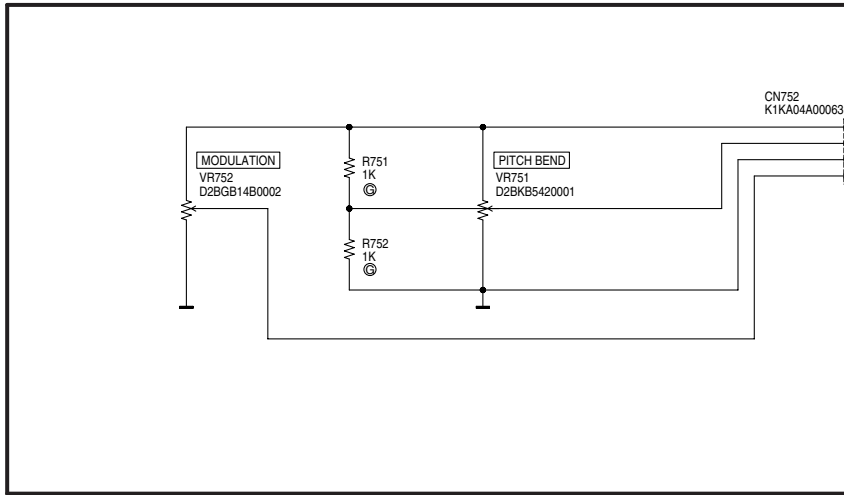 CN752
K1KA04A00063
MODULATION
VR752
D2BGB14B0002
R751
1K
G
PITCH BEND
VR751
D2BKB5420001
R752
1K
G